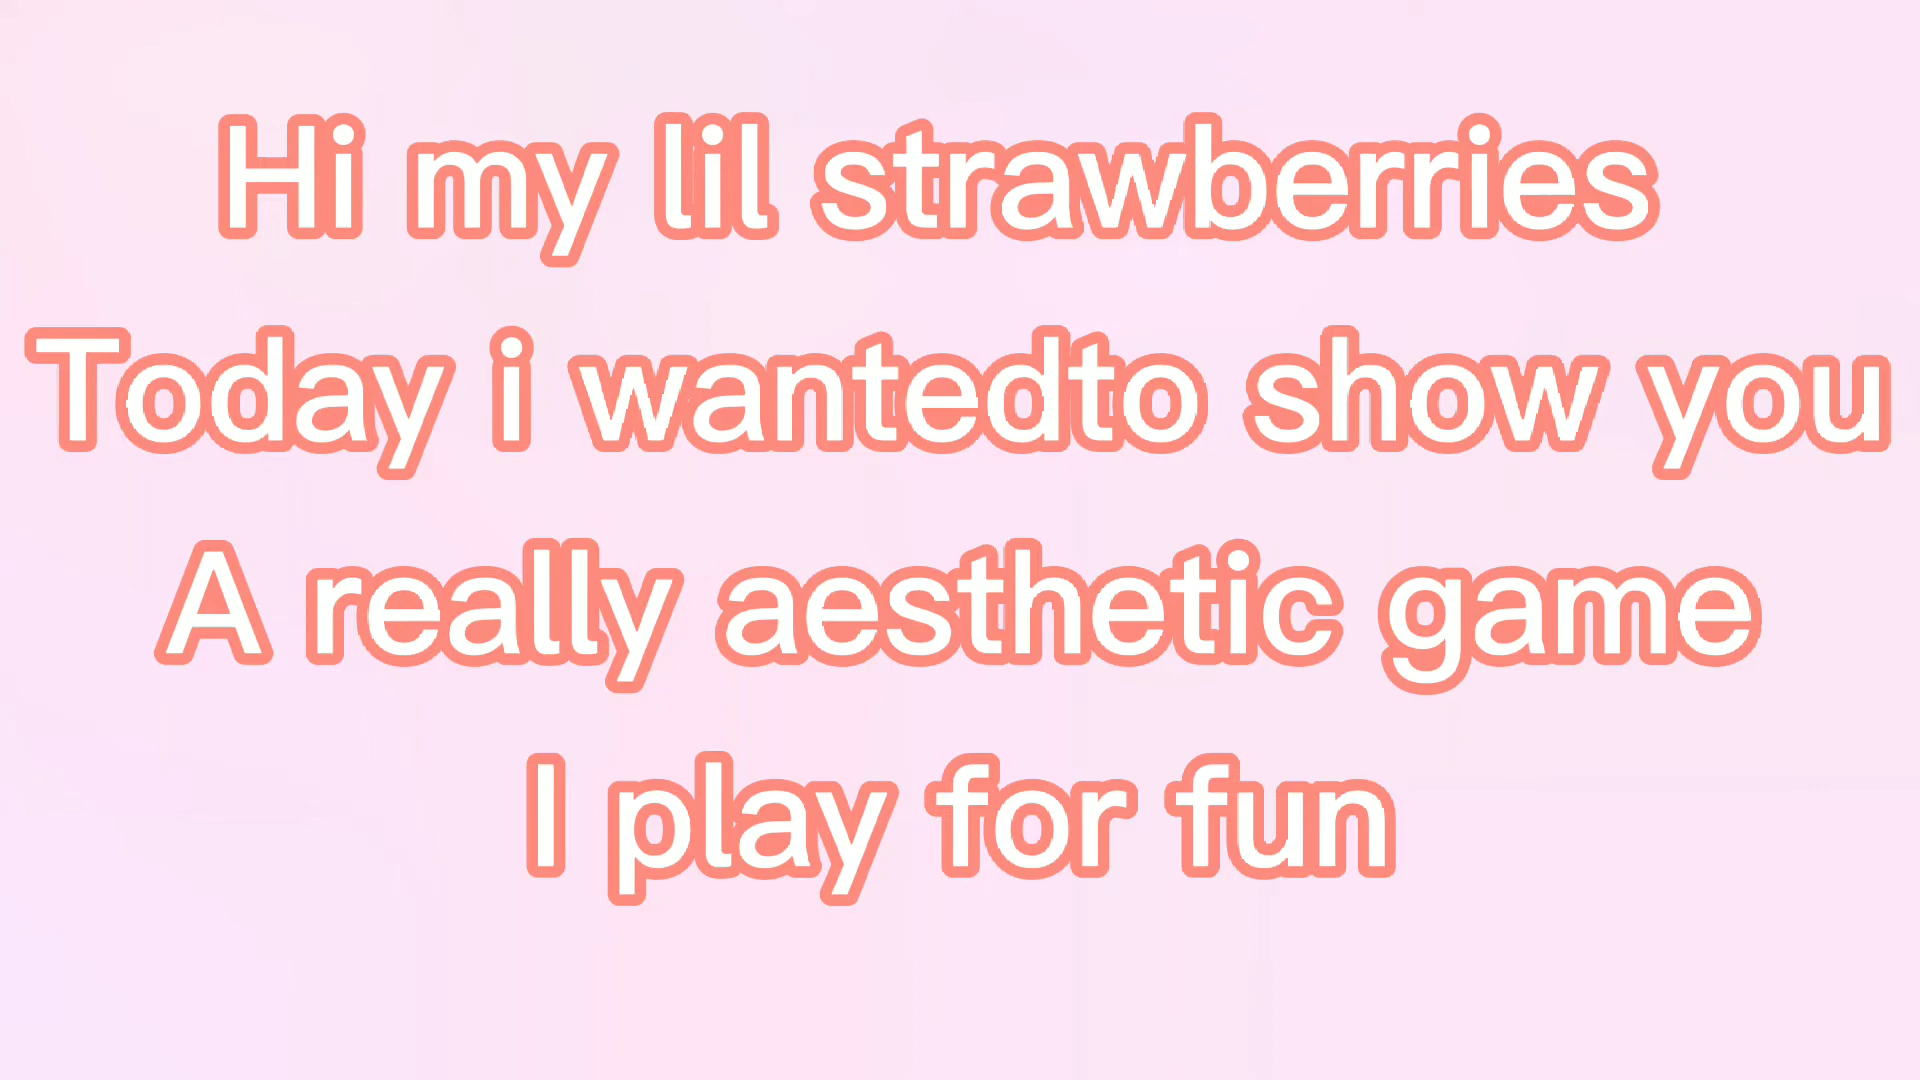 Hi my lil strawberries
Today i wantedto show you
A really aesthetic game
I play for fun